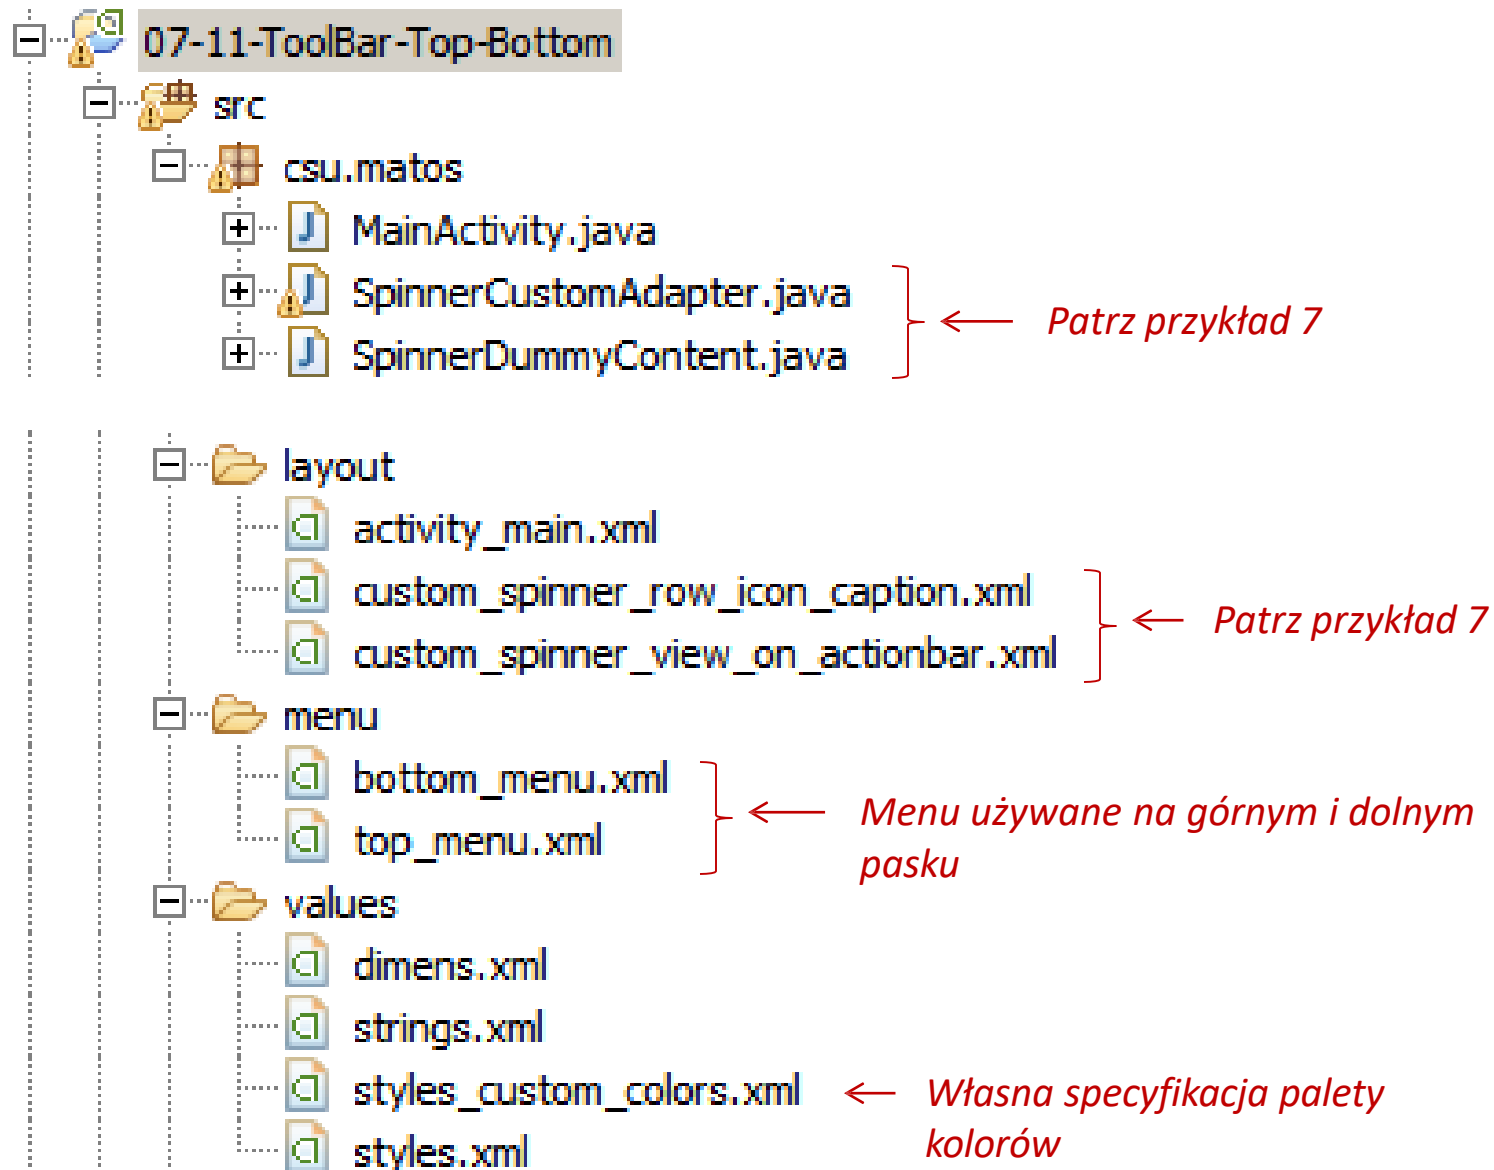 07-11-ToolBar-Top-Bottom
src
csu.matos
MainActivity.java
SpinnerCustomAdapter.java
SpinnerDummyContent.java
Patrz przykład 7
layout
activity_main.xml
custom_spinner_row_icon_caption.xml
custom_spinner_view_on_actionbar.xml
Patrz przykład 7
menu
bottom_menu.xml
top_menu.xml
Menu używane na górnym i dolnym
pasku
values
dimens.xml
strings.xml
styles_custom_colors.xml
Własna specyfikacja palety
kolorów
styles.xml